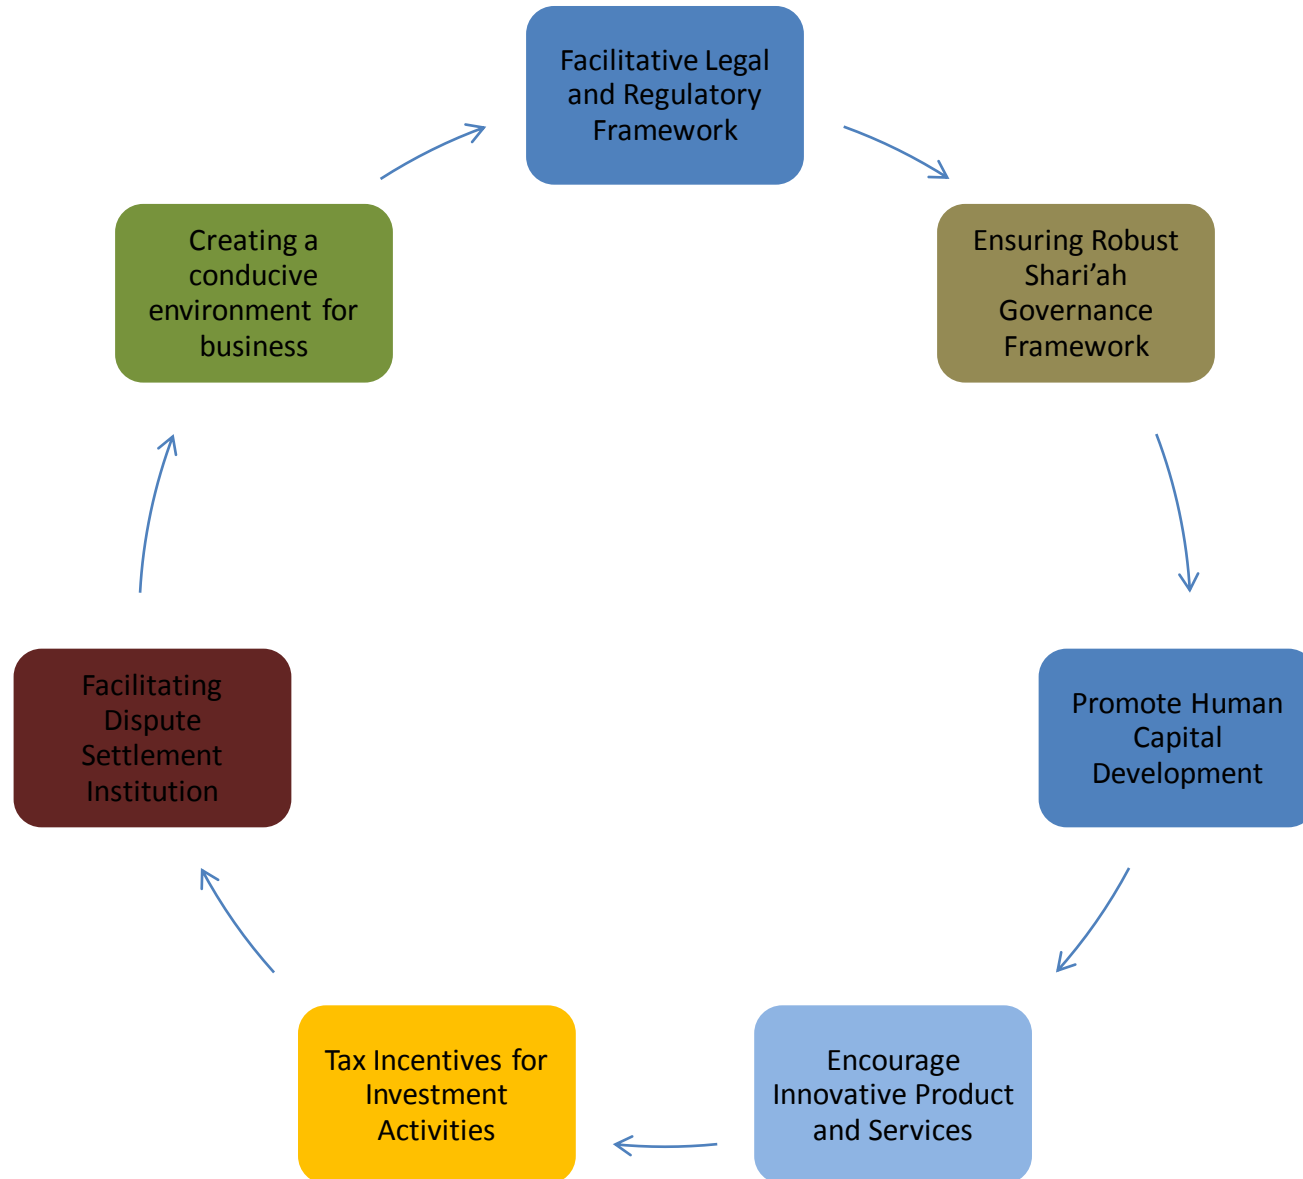 Facilitative Legal
and Regulatory
Framework
Ensuring Robust
Shari’ah
Governance
Framework
Promote Human
Capital
Development
Encourage
Innovative Product
and Services
Tax Incentives for
Investment
Activities
Facilitating
Dispute
Settlement
Institution
Creating a
conducive
environment for
business